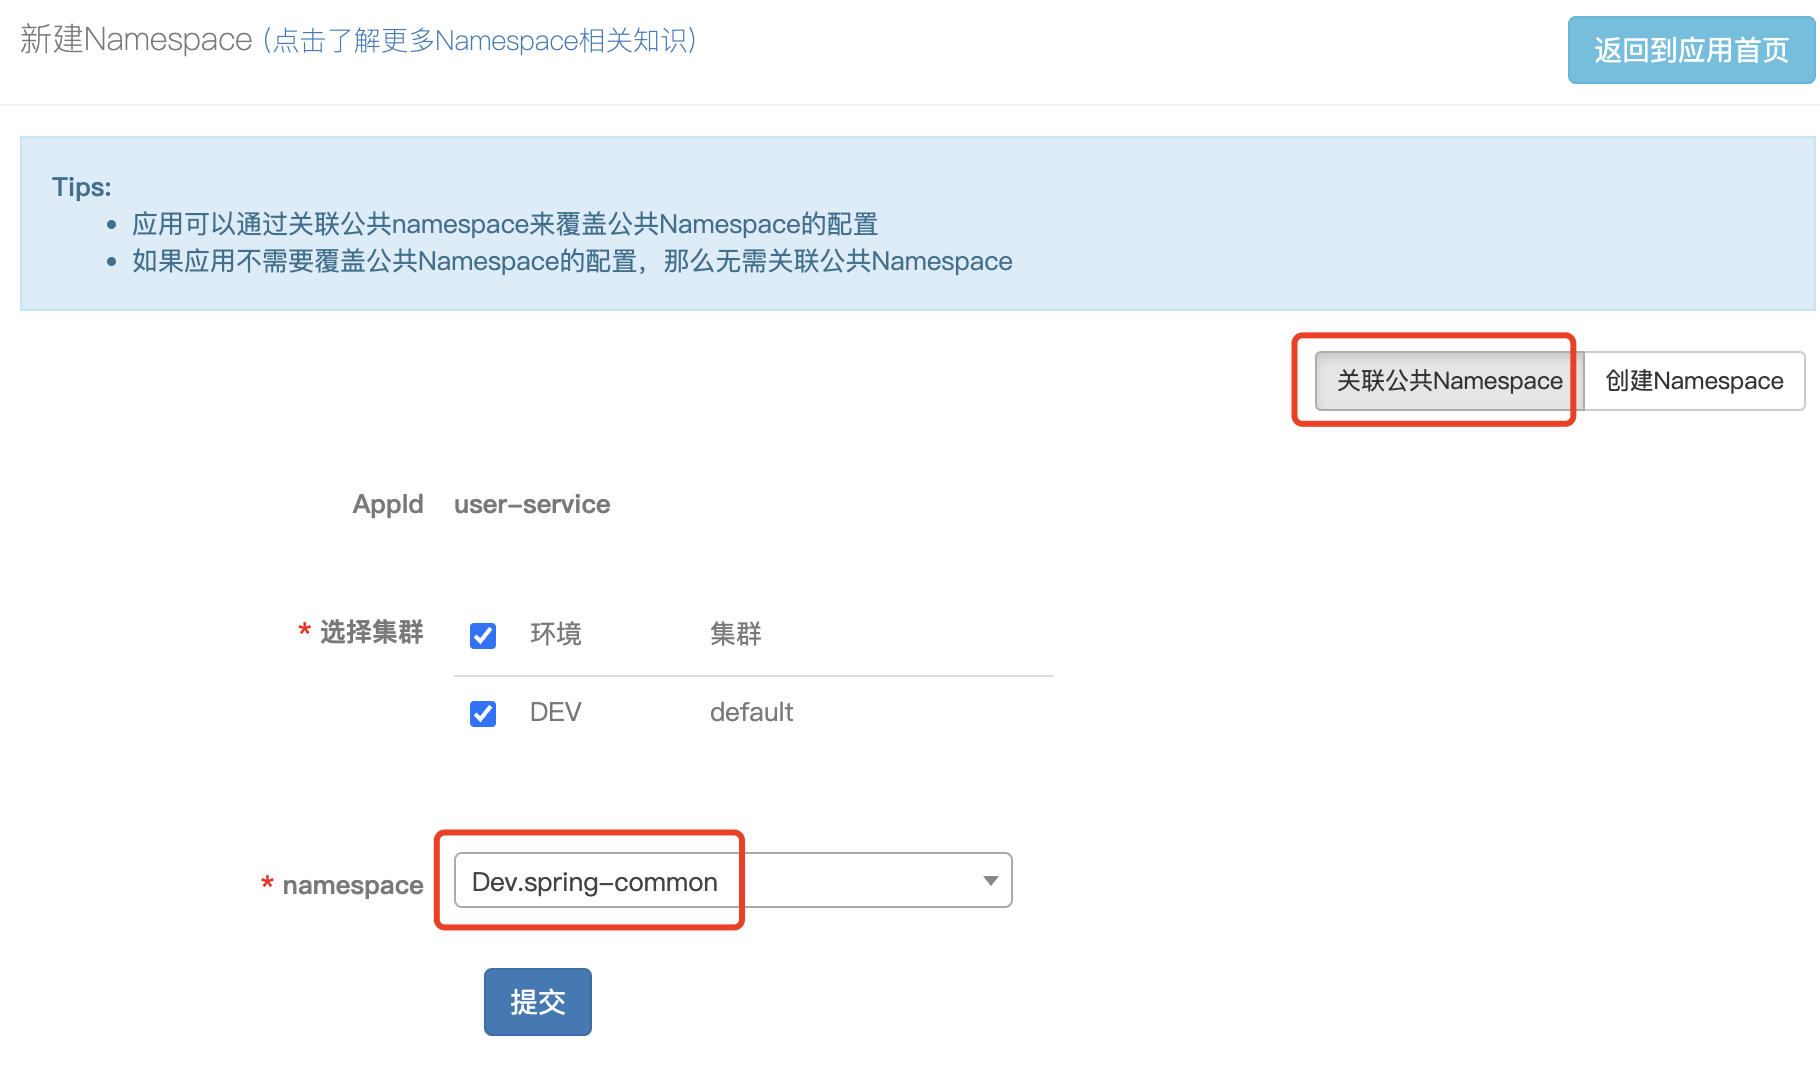 新建Namespace (点击了解更多Namespace相关知识)
返回到应用首页
Tips:
应用可以通过关联公共namespace来覆盖公共Namespace的配置
如果应用不需要覆盖公共Namespace的配置，那么无需关联公共Namespace
关联公共Namespace 创建Namespace
AppId user-service
* 选择集群 环境 集群
DEV default
* namespace Dev.spring-common
提交